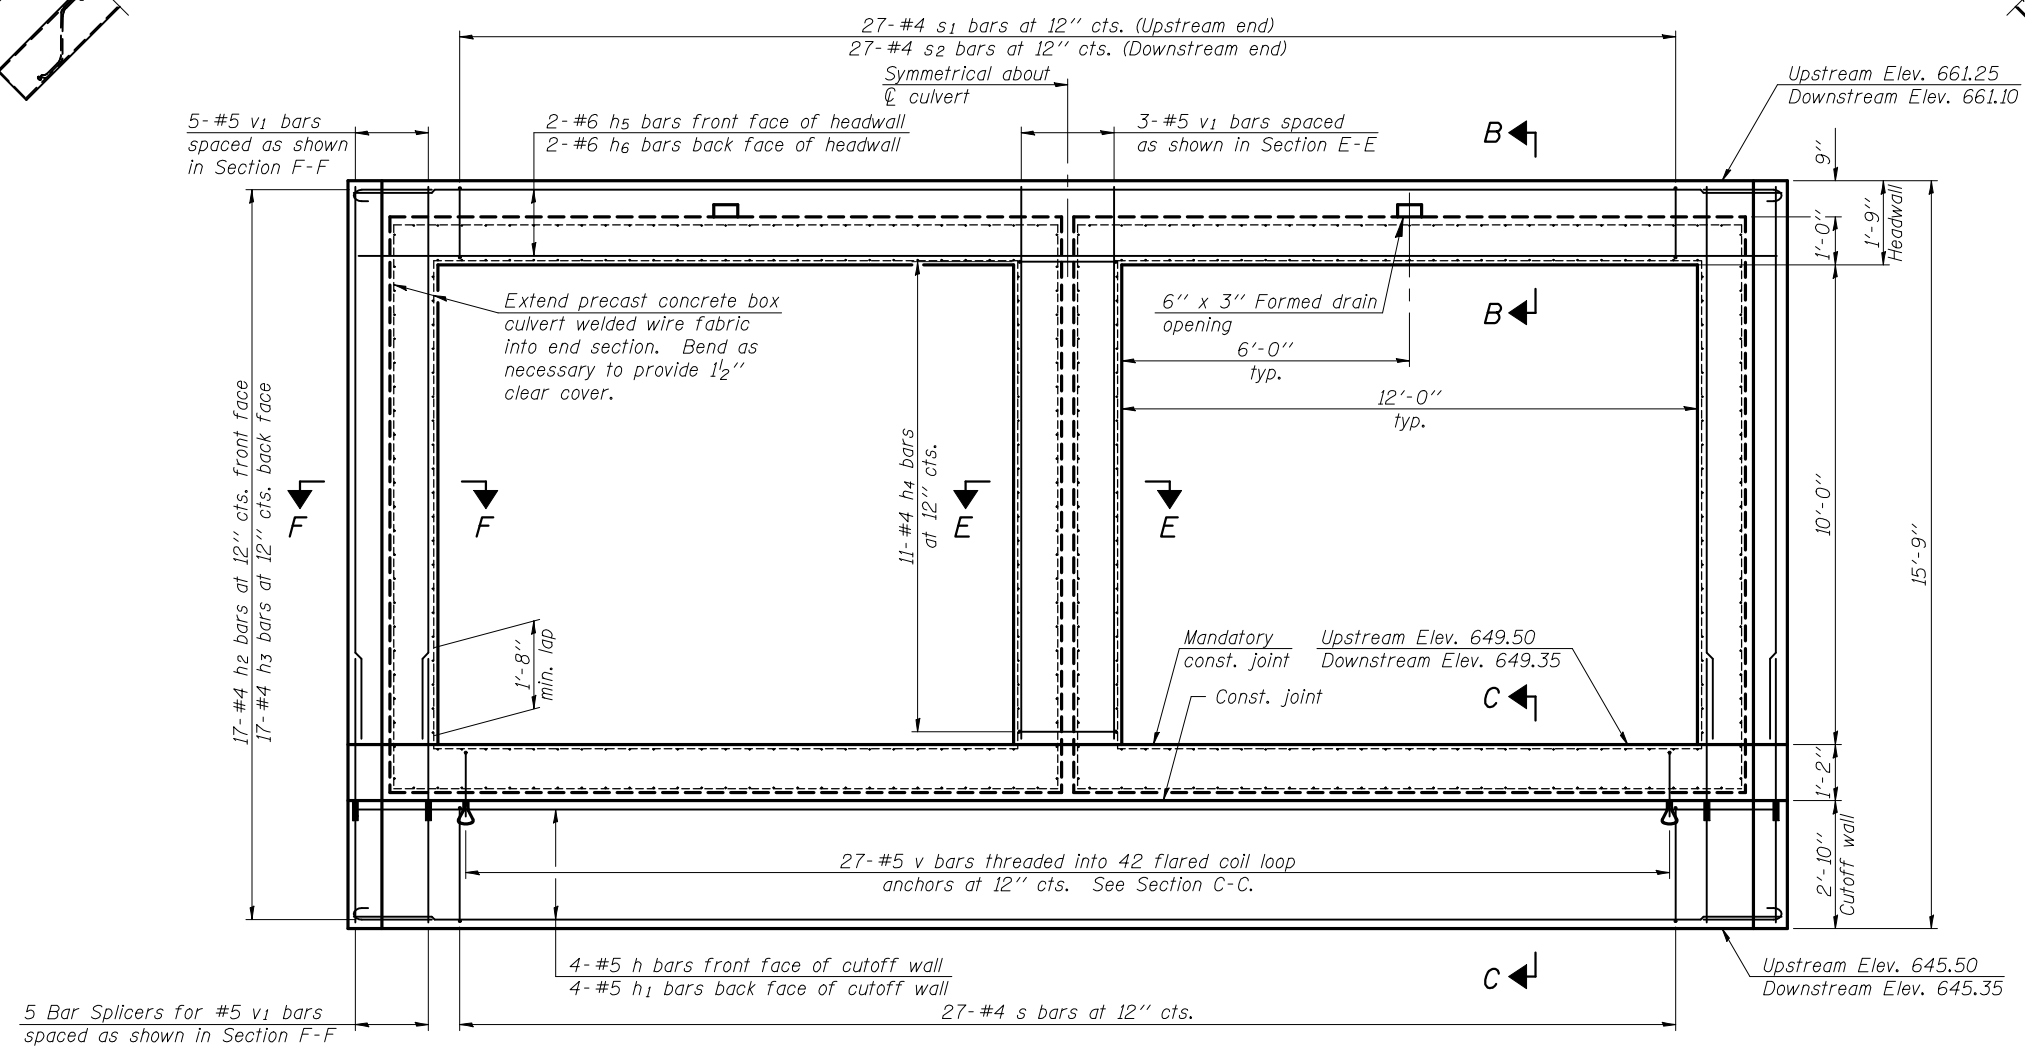 27-#4 s1 bars at 12" cts. (Upstream end)
27-#4 s2 bars at 12" cts. (Downstream end)
Symmetrical about
℄ culvert
Upstream Elev. 661.25
Downstream Elev. 661.10
5-#5 v1 bars
spaced as shown
in Section F-F
2-#6 h5 bars front face of headwall
2-#6 h6 bars back face of headwall
3-#5 v1 bars spaced
as shown in Section E-E
B
9"
1'-0"
1'-9"
Headwall
Extend precast concrete box
culvert welded wire fabric
into end section. Bend as
necessary to provide 1 1/2"
clear cover.
6" x 3" Formed drain
opening
B
6'-0"
typ.
12'-0"
typ.
17-#4 h2 bars at 12" cts. front face
17-#4 h3 bars at 12" cts. back face
11-#4 h4 bars
at 12" cts.
F
F
E
E
10'-0"
15'-9"
1'-8"
min. lap
Mandatory
const. joint
Upstream Elev. 649.50
Downstream Elev. 649.35
Const. joint
C
1'-2"
2'-10"
Cutoff wall
27-#5 v bars threaded into 42 flared coil loop
anchors at 12" cts. See Section C-C.
4-#5 h bars front face of cutoff wall
4-#5 h1 bars back face of cutoff wall
C
Upstream Elev. 645.50
Downstream Elev. 645.35
5 Bar Splicers for #5 v1 bars
spaced as shown in Section F-F
27-#4 s bars at 12" cts.